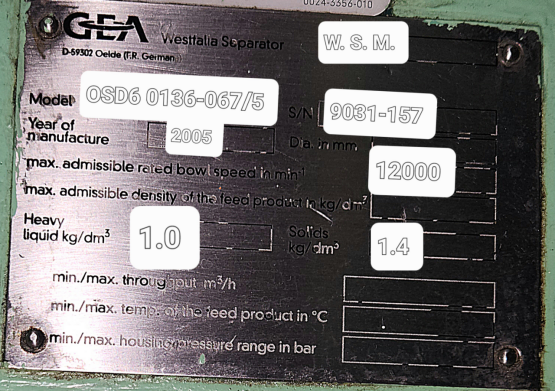 0024-6356-010
GEA Westfalia Separator W. S. M.
D-59302 Oelde (F.R. German
Model OSD6 0136-067/5 S/N 9031-157
Year of manufacture 2005 Dia. in mm
max. admissible rated bowl speed in min⁻¹ 12000
max. admissible density of the feed product in kg/dm³
Heavy liquid kg/dm³ 1.0 Solids kg/dm³ 1.4
min./max. throughput m³/h
min./max. temp. of the feed product in °C
min./max. housing pressure range in bar